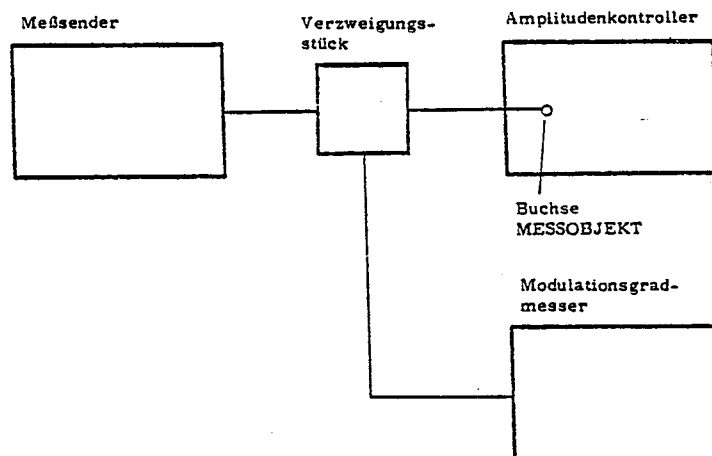 Meßsender
Verzweigungs-
stück
Amplitudenkontroller
Buchse
MESSOBJEKT
Modulationsgrad-
messer